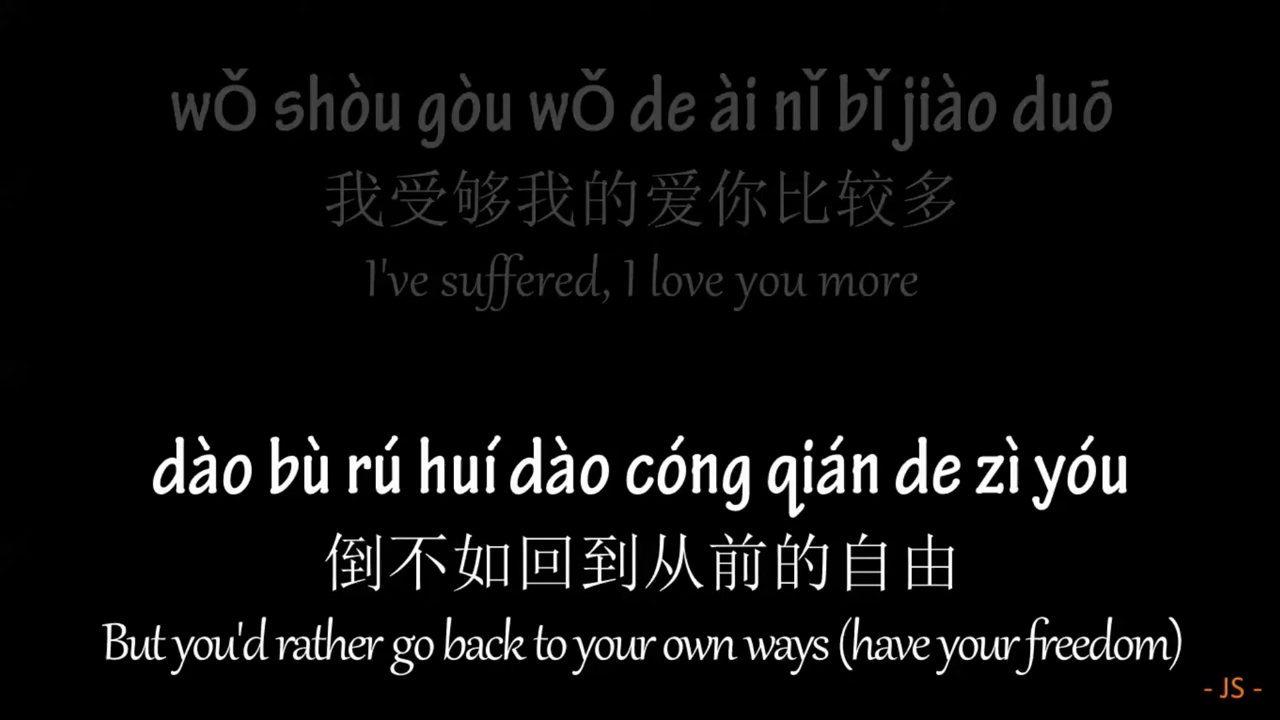 wǑ shòu gòu wǑ de ài nǐ bǐ jiào duō
我受够我的爱你比较多
I've suffered, I love you more
dào bù rú huí dào cóng qián de zì yóu
倒不如回到从前的自由
But you'd rather go back to your own ways (have your freedom)
- JS -